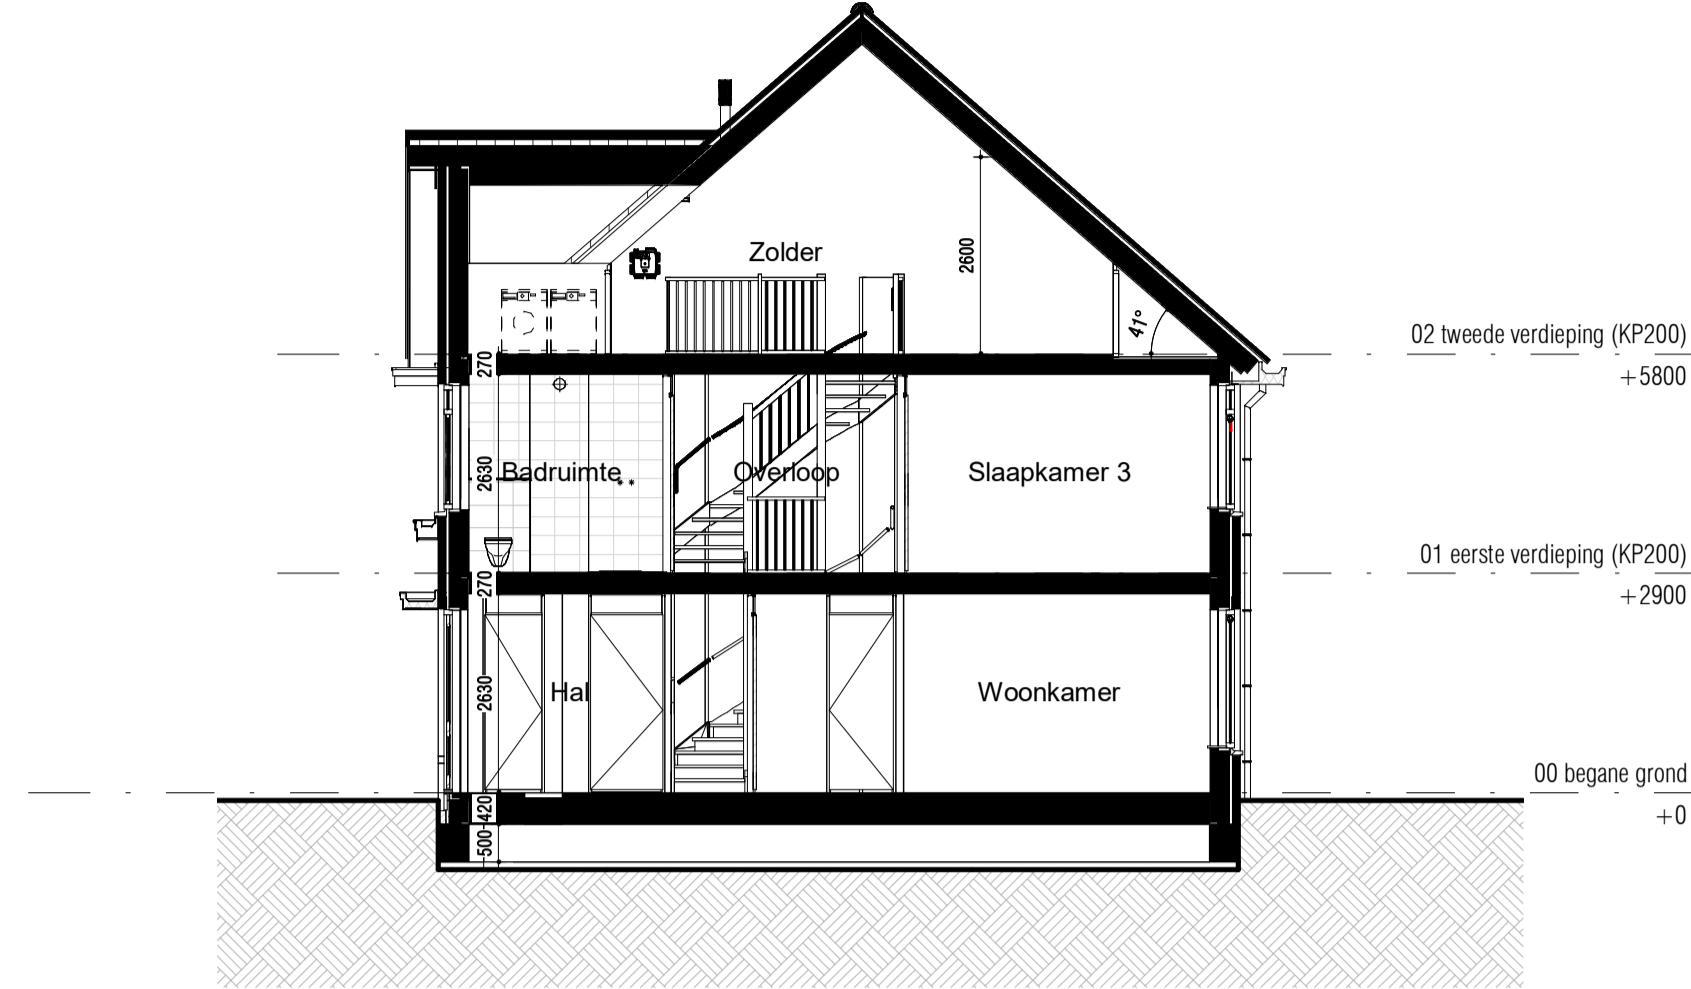 Zolder
2600
41°
02 tweede verdieping (KP200)
+5800
270
Badruimte
Overloop
Slaapkamer 3
2630
01 eerste verdieping (KP200)
+2900
270
Hal
Woonkamer
2630
00 begane grond
+0
420
500